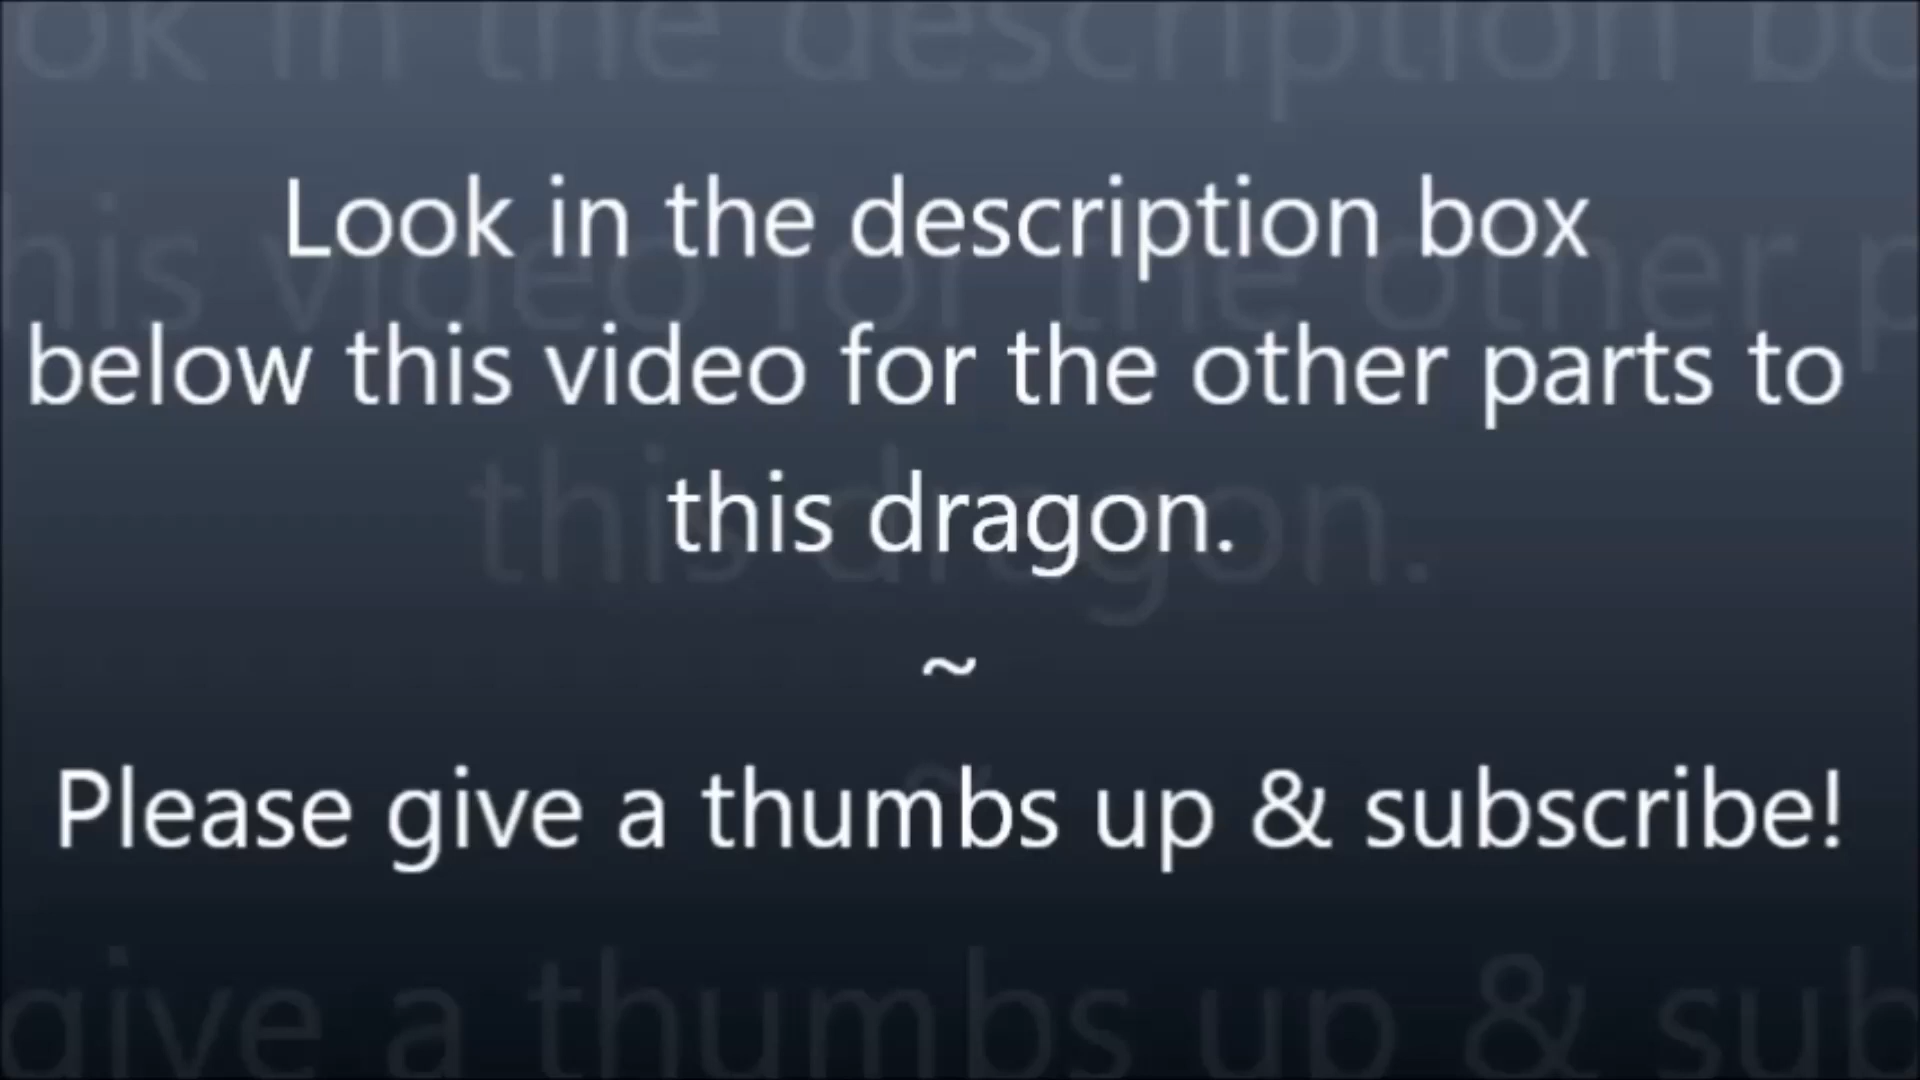 Look in the description box
below this video for the other parts to
this dragon.
~
Please give a thumbs up & subscribe!